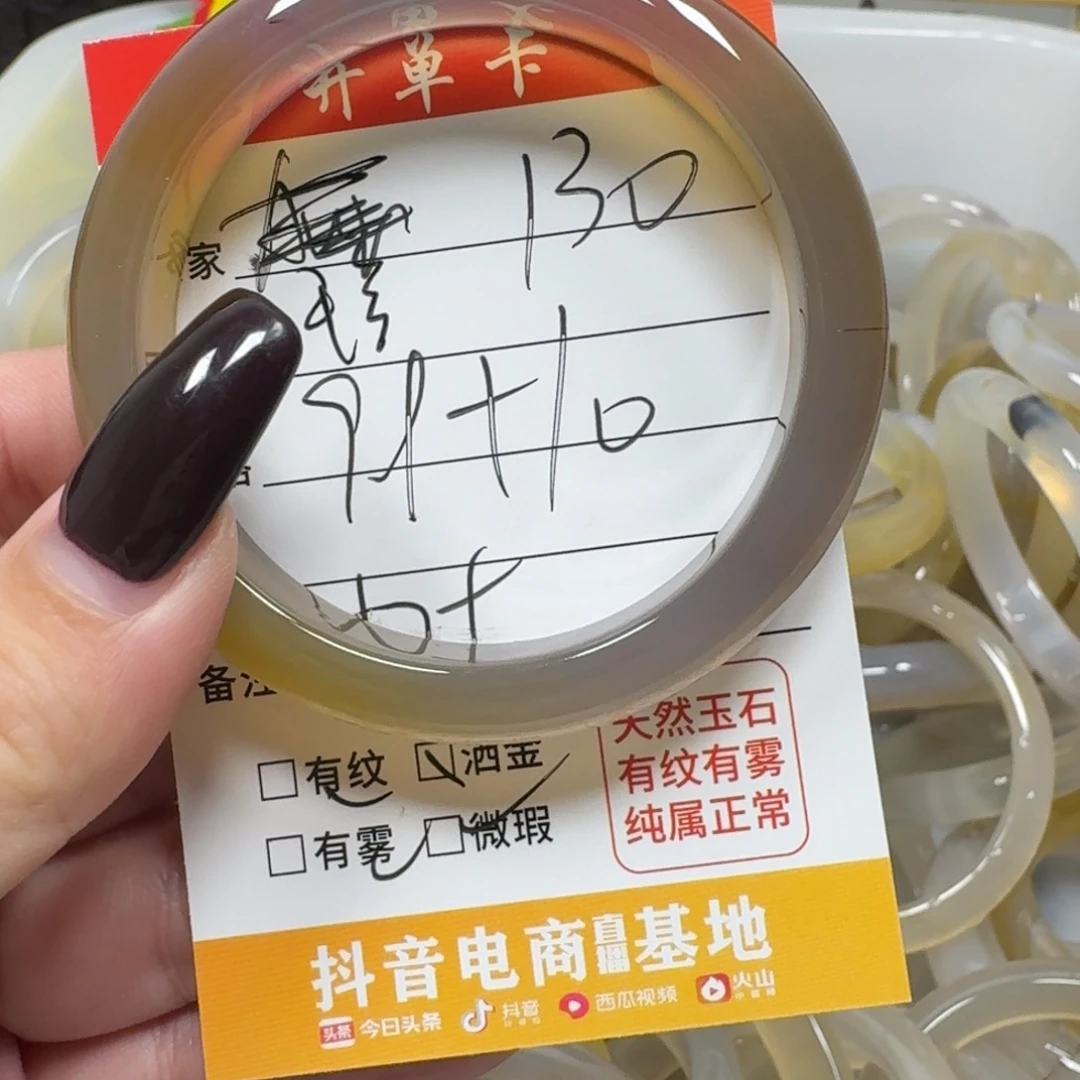 开单卡
家 130
91+10
备注
有纹 洒金
有雾 微瑕
天然玉石
有纹有雾
纯属正常
抖音电商直播基地
头条 今日头条 抖音 西瓜视频 火山